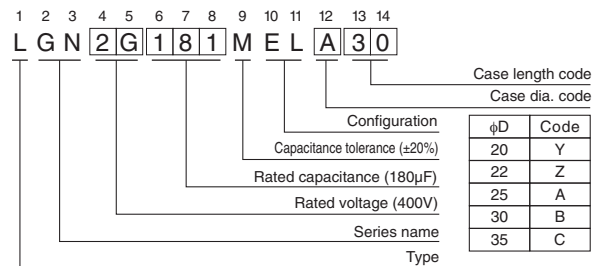 1 2 3 4 5 6 7 8 9 10 11 12 13 14
L G N 2 G 1 8 1 M E L A 3 0
Case length code
Case dia. code
Configuration
Capacitance tolerance (±20%)
Rated capacitance (180µF)
Rated voltage (400V)
Series name
Type
ϕD Code
20 Y
22 Z
25 A
30 B
35 C